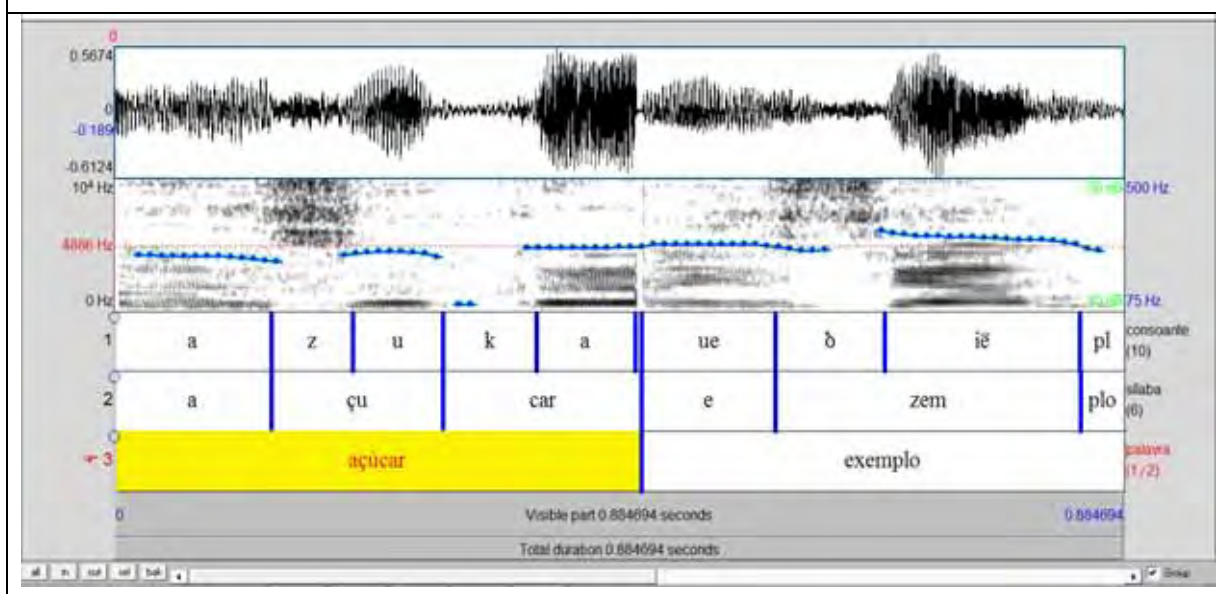 0
0.5674
0
-0.189
-0.6124
10⁴ Hz
500 Hz
4886 Hz
0 Hz
75 Hz
1 a z u k a ue ծ ië pl consoante (10)
2 a çu car e zem plo sílaba (6)
3 açúcar exemplo palavra (1/2)
0 Visible part 0.884694 seconds 0.884694
Total duration 0.884694 seconds
all in out sel bak Group